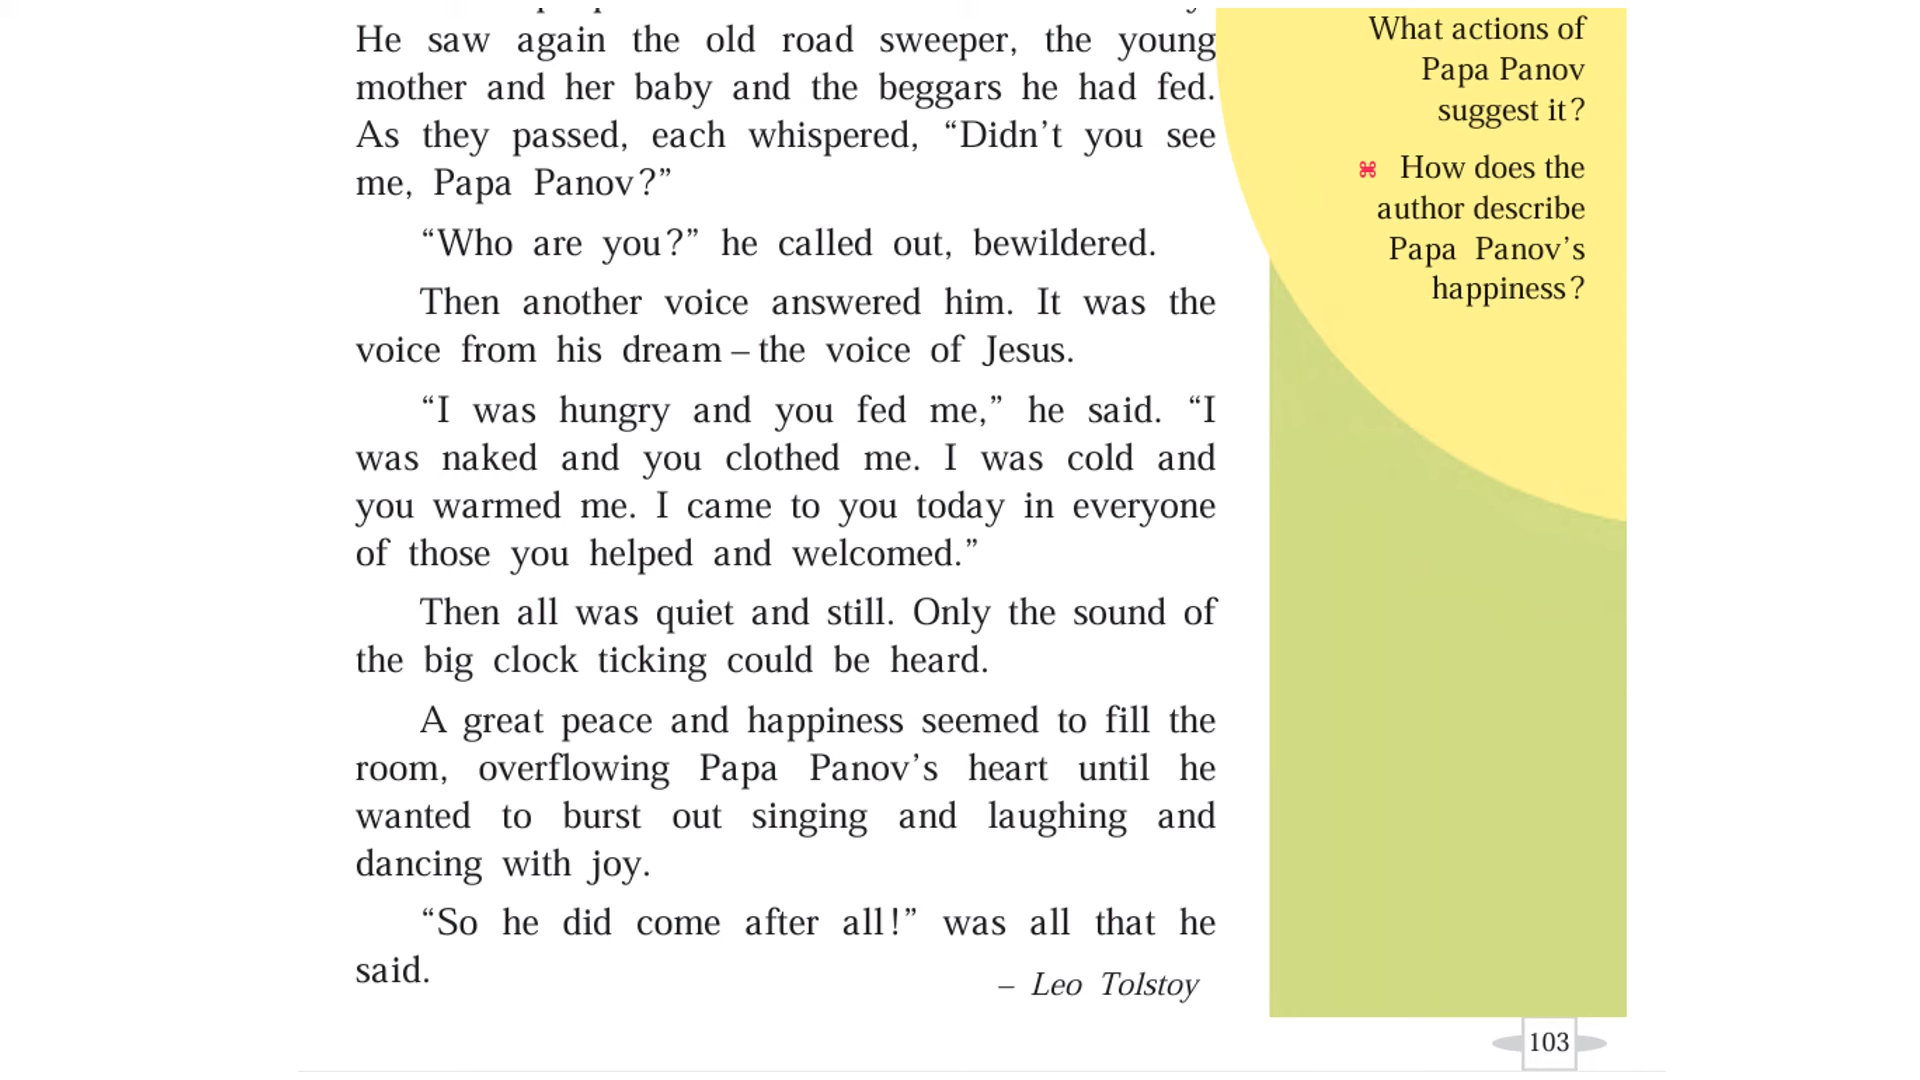 He saw again the old road sweeper, the young
mother and her baby and the beggars he had fed.
As they passed, each whispered, “Didn’t you see
me, Papa Panov?”
“Who are you?” he called out, bewildered.
Then another voice answered him. It was the
voice from his dream – the voice of Jesus.
“I was hungry and you fed me,” he said. “I
was naked and you clothed me. I was cold and
you warmed me. I came to you today in everyone
of those you helped and welcomed.”
Then all was quiet and still. Only the sound of
the big clock ticking could be heard.
A great peace and happiness seemed to fill the
room, overflowing Papa Panov’s heart until he
wanted to burst out singing and laughing and
dancing with joy.
“So he did come after all!” was all that he
said.
– Leo Tolstoy
What actions of
Papa Panov
suggest it?
⌘ How does the
author describe
Papa Panov’s
happiness?
103